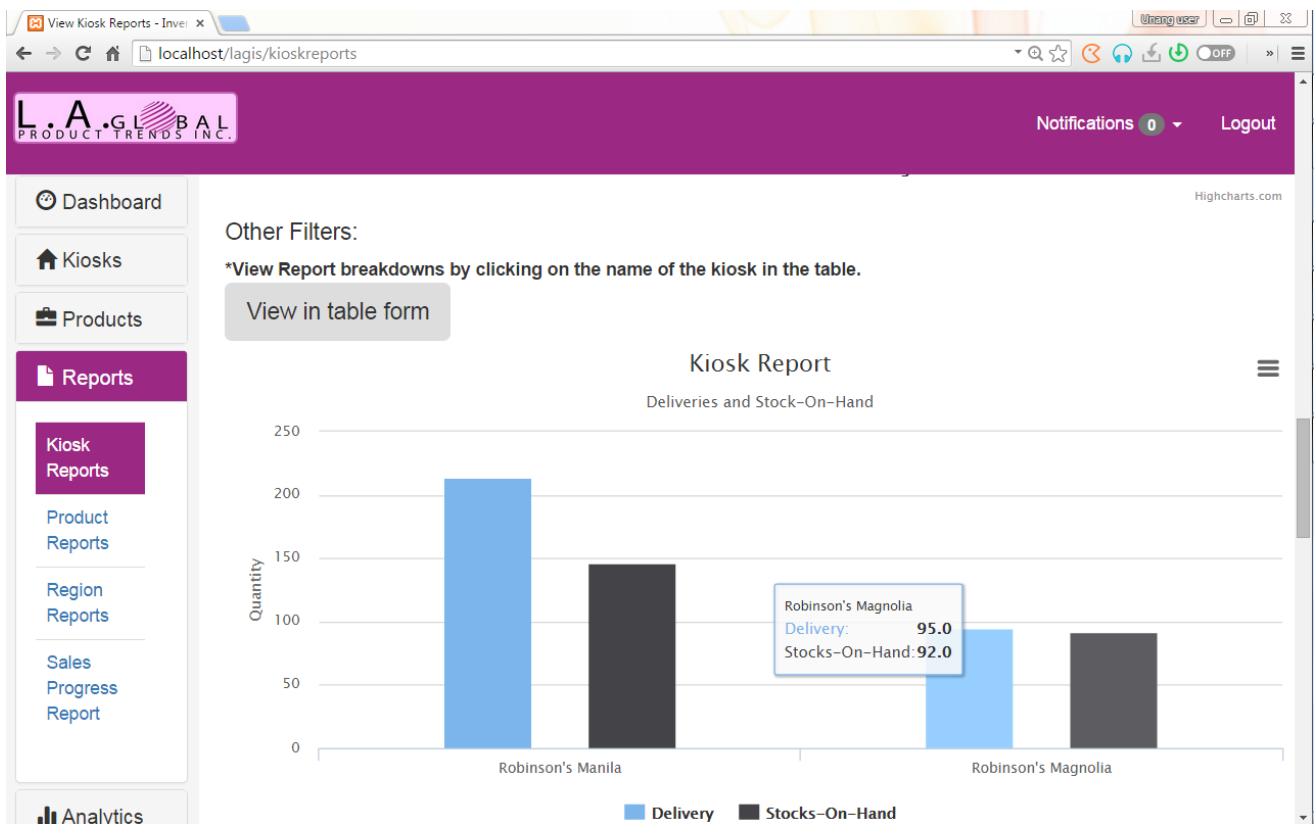 View Kiosk Reports - Inve
Unang user
localhost/lagis/kioskreports
OFF
»
L.A.GLOBAL
PRODUCT TRENDS INC.
Notifications 0
Logout
Dashboard
Kiosks
Products
Reports
Kiosk
Reports
Product
Reports
Region
Reports
Sales
Progress
Report
Analytics
Highcharts.com
Other Filters:
*View Report breakdowns by clicking on the name of the kiosk in the table.
View in table form
Kiosk Report
Deliveries and Stock-On-Hand
Quantity
250
200
150
100
50
0
Robinson's Magnolia
Delivery: 95.0
Stocks-On-Hand: 92.0
Robinson's Manila
Robinson's Magnolia
Delivery
Stocks-On-Hand